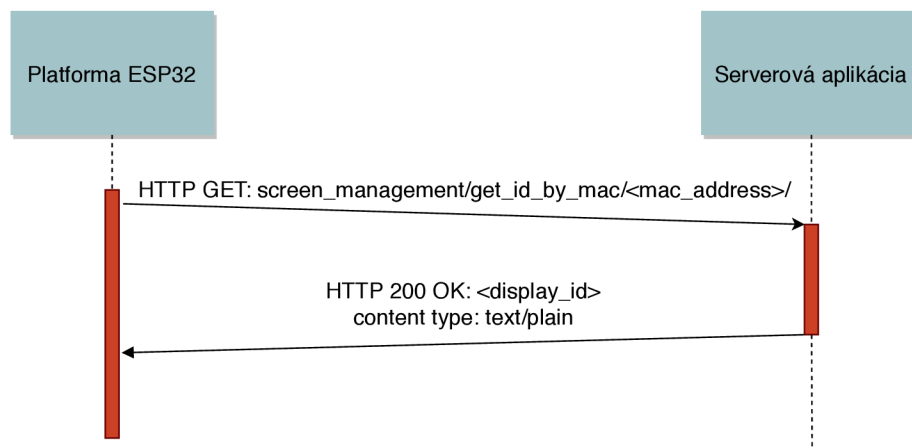 Platforma ESP32
Serverová aplikácia
HTTP GET: screen_management/get_id_by_mac/<mac_address>/
HTTP 200 OK: <display_id>
content type: text/plain